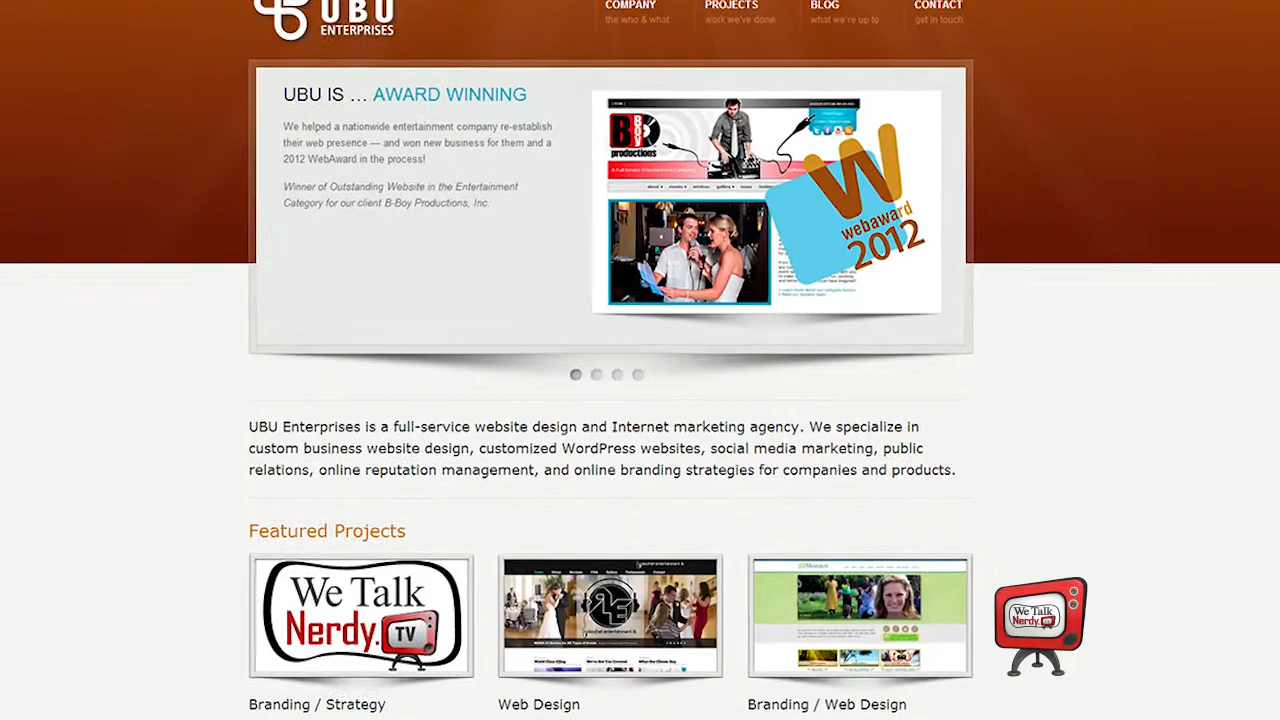 UBU
ENTERPRISES
COMPANY
the who & what
PROJECTS
work we've done
BLOG
what we're up to
CONTACT
get in touch
UBU IS ... AWARD WINNING
We helped a nationwide entertainment company re-establish
their web presence — and won new business for them and a
2012 WebAward in the process!
Winner of Outstanding Website in the Entertainment
Category for our client B-Boy Productions, Inc.
productions
W
webaward
2012
UBU Enterprises is a full-service website design and Internet marketing agency. We specialize in
custom business website design, customized WordPress websites, social media marketing, public
relations, online reputation management, and online branding strategies for companies and products.
Featured Projects
We Talk
Nerdy.
TV
We Talk
Nerdy.
Branding / Strategy
Web Design
Branding / Web Design